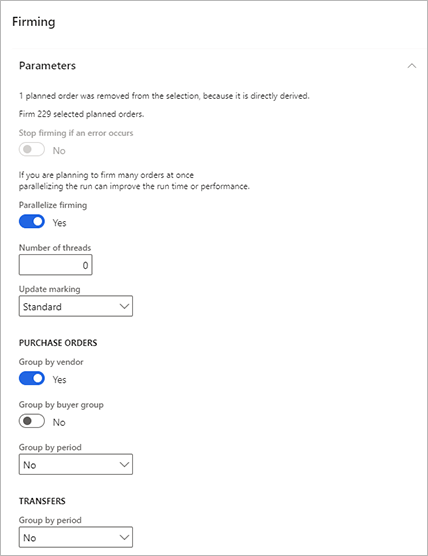 Firming
Parameters
1 planned order was removed from the selection, because it is directly derived.
Firm 229 selected planned orders.
Stop firming if an error occurs
No
If you are planning to firm many orders at once
parallelizing the run can improve the run time or performance.
Parallelize firming
Yes
Number of threads
0
Update marking
Standard
PURCHASE ORDERS
Group by vendor
Yes
Group by buyer group
No
Group by period
No
TRANSFERS
Group by period
No